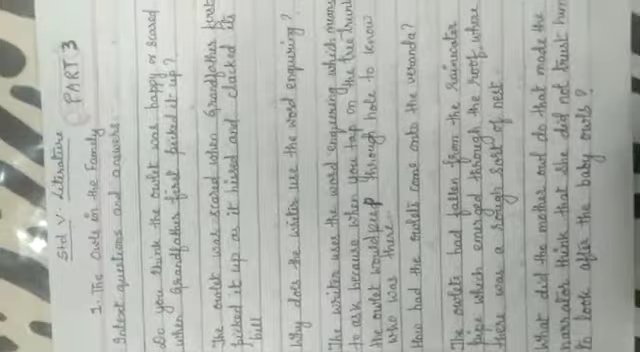 Std V Literature
PART 3
1. The Owls in the Family
Intext questions and answers
Do you think the owlet was happy or scared
when Grandfather first picked it up?
The owlet was scared when Grandfather first
picked it up as it hissed and clacked its
bill
Why does the writer use the word enquiring?
The writer uses the word enquiring which means
to ask because when you tap on the tree trunk
the owlet would peep through hole to know
who was there.
How had the owlets come onto the veranda?
The owlets had fallen from the rainwater
pipe which emerged through the roof, where
there was a rough sort of nest.
What did the mother owl do that made the
narrator think that she did not trust him
to look after the baby owls?